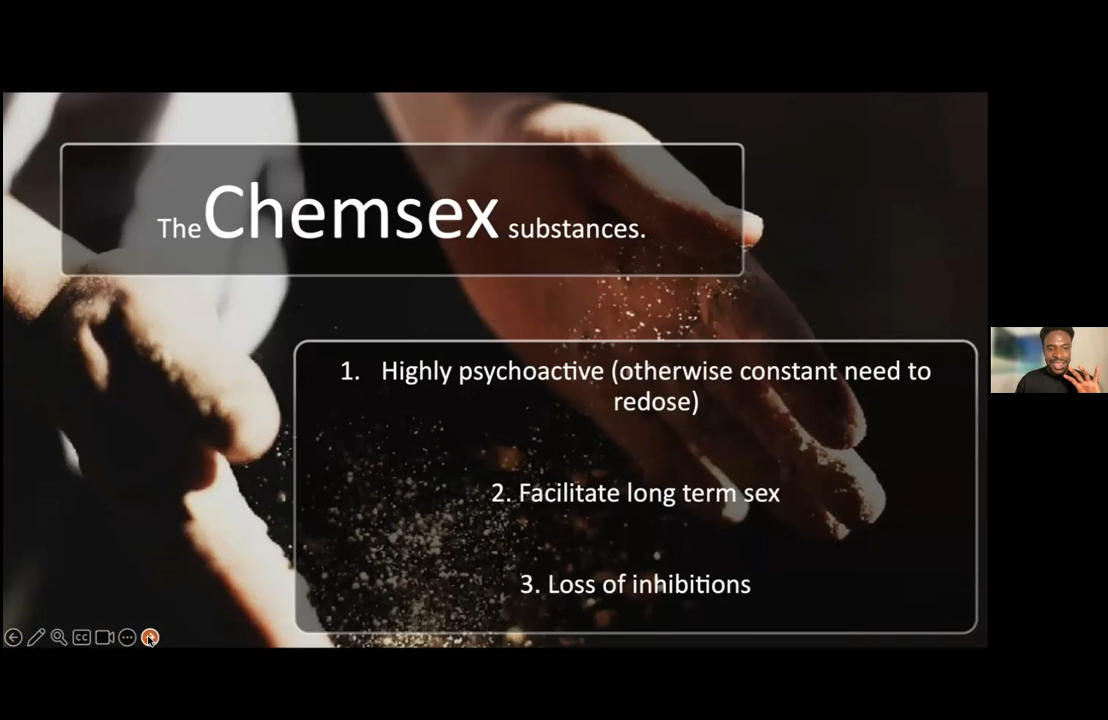 The Chemsex substances.
1. Highly psychoactive (otherwise constant need to
redose)
2. Facilitate long term sex
3. Loss of inhibitions
CC